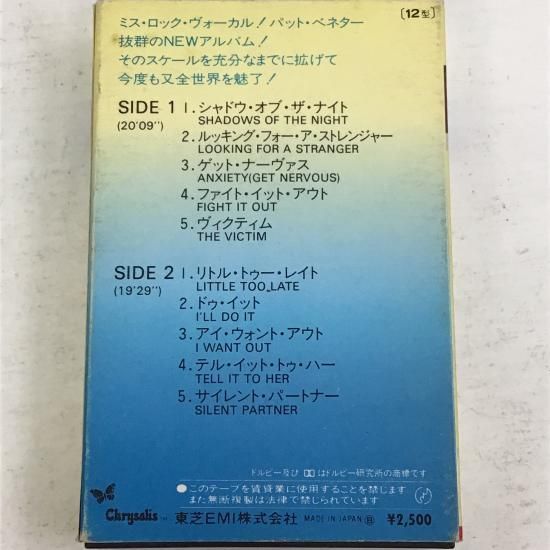 ミス・ロック・ヴォーカル! パット・ベネター
〔12型〕
抜群のNEWアルバム!
そのスケールを充分なまでに拡げて
今度も又全世界を魅了!
SIDE 1 1. シャドウ・オブ・ザ・ナイト
(20'09'') SHADOWS OF THE NIGHT
2. ルッキング・フォー・ア・ストレンジャー
LOOKING FOR A STRANGER
3. ゲット・ナーヴァス
ANXIETY(GET NERVOUS)
4. ファイト・イット・アウト
FIGHT IT OUT
5. ヴィクティム
THE VICTIM
SIDE 2 1. リトル・トゥー・レイト
(19'29'') LITTLE TOO LATE
2. ドゥ・イット
I'LL DO IT
3. アイ・ウォント・アウト
I WANT OUT
4. テル・イット・トゥ・ハー
TELL IT TO HER
5. サイレント・パートナー
SILENT PARTNER
ドルビー及び はドルビー研究所の商標です
●このテープを賃貸業に使用することを禁じます
また無断複製は法律で禁じられています
Chrysalis TM 東芝EMI株式会社 MADE IN JAPAN Ⓑ ¥2,500